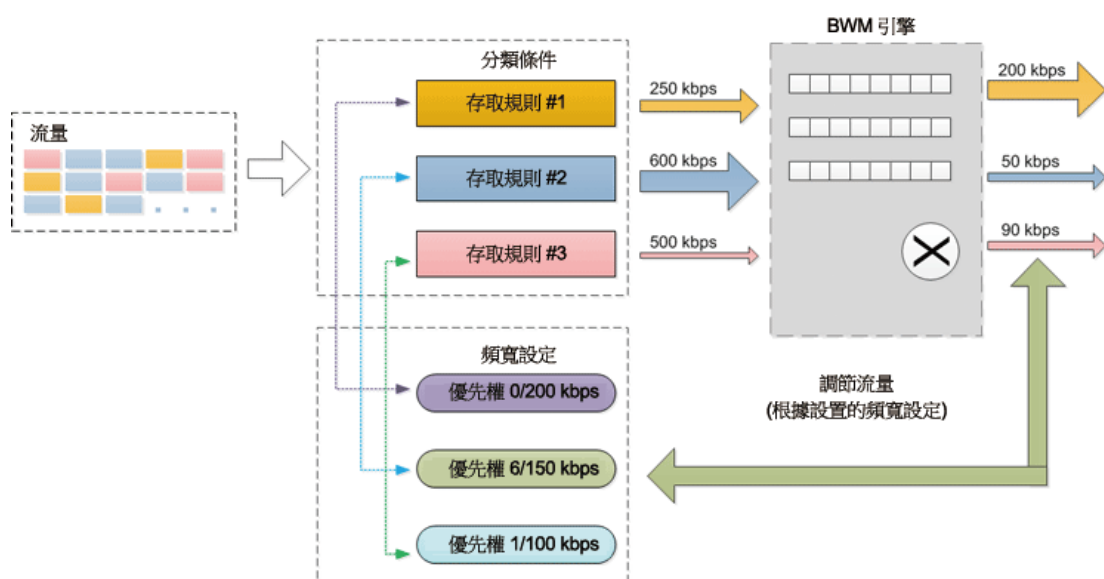 BWM 引擎
分類條件
流量
存取規則 #1
存取規則 #2
存取規則 #3
250 kbps
600 kbps
500 kbps
200 kbps
50 kbps
90 kbps
頻寬設定
優先權 0/200 kbps
優先權 6/150 kbps
優先權 1/100 kbps
調節流量
(根據設置的頻寬設定)